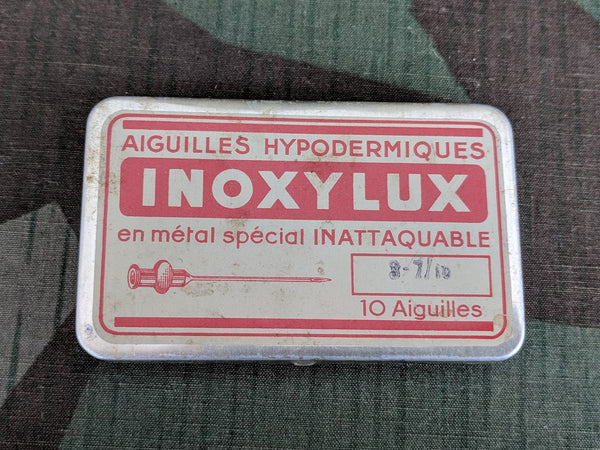 AIGUILLES HYPODERMIQUES
INOXYLUX
en métal spécial INATTAQUABLE
8-7/10
10 Aiguilles